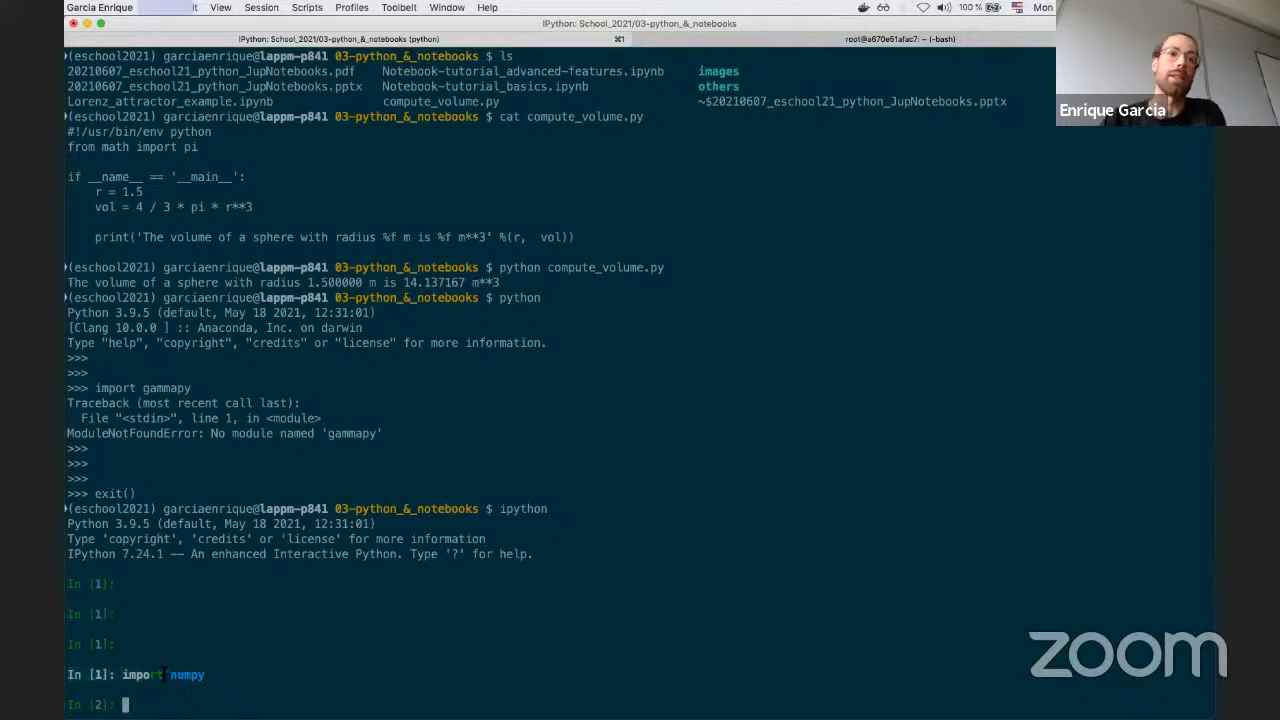 Garcia Enrique
View
Session
Scripts
Profiles
Toolbelt
Window
Help
100 %
Mon
IPython: School_2021/03-python_&_notebooks
IPython: School_2021/03-python_&_notebooks (python)
⌘1
root@a670e51afac7: ~ (-bash)
(eschool2021) garciaenrique@lappm-p841 03-python_&_notebooks $ ls
20210607_eschool21_python_JupNotebooks.pdf Notebook-tutorial_advanced-features.ipynb images
20210607_eschool21_python_JupNotebooks.pptx Notebook-tutorial_basics.ipynb others
Lorenz_attractor_example.ipynb compute_volume.py ~$20210607_eschool21_python_JupNotebooks.pptx
(eschool2021) garciaenrique@lappm-p841 03-python_&_notebooks $ cat compute_volume.py
#!/usr/bin/env python
from math import pi
if __name__ == '__main__':
r = 1.5
vol = 4 / 3 * pi * r**3
print('The volume of a sphere with radius %f m is %f m**3' %(r, vol))
(eschool2021) garciaenrique@lappm-p841 03-python_&_notebooks $ python compute_volume.py
The volume of a sphere with radius 1.500000 m is 14.137167 m**3
(eschool2021) garciaenrique@lappm-p841 03-python_&_notebooks $ python
Python 3.9.5 (default, May 18 2021, 12:31:01)
[Clang 10.0.0 ] :: Anaconda, Inc. on darwin
Type "help", "copyright", "credits" or "license" for more information.
>>>
>>>
>>> import gammapy
Traceback (most recent call last):
File "<stdin>", line 1, in <module>
ModuleNotFoundError: No module named 'gammapy'
>>>
>>>
>>>
>>> exit()
(eschool2021) garciaenrique@lappm-p841 03-python_&_notebooks $ ipython
Python 3.9.5 (default, May 18 2021, 12:31:01)
Type 'copyright', 'credits' or 'license' for more information
IPython 7.24.1 -- An enhanced Interactive Python. Type '?' for help.
In [1]:
In [1]:
In [1]:
In [1]: import numpy
In [2]:
Enrique Garcia
zoom